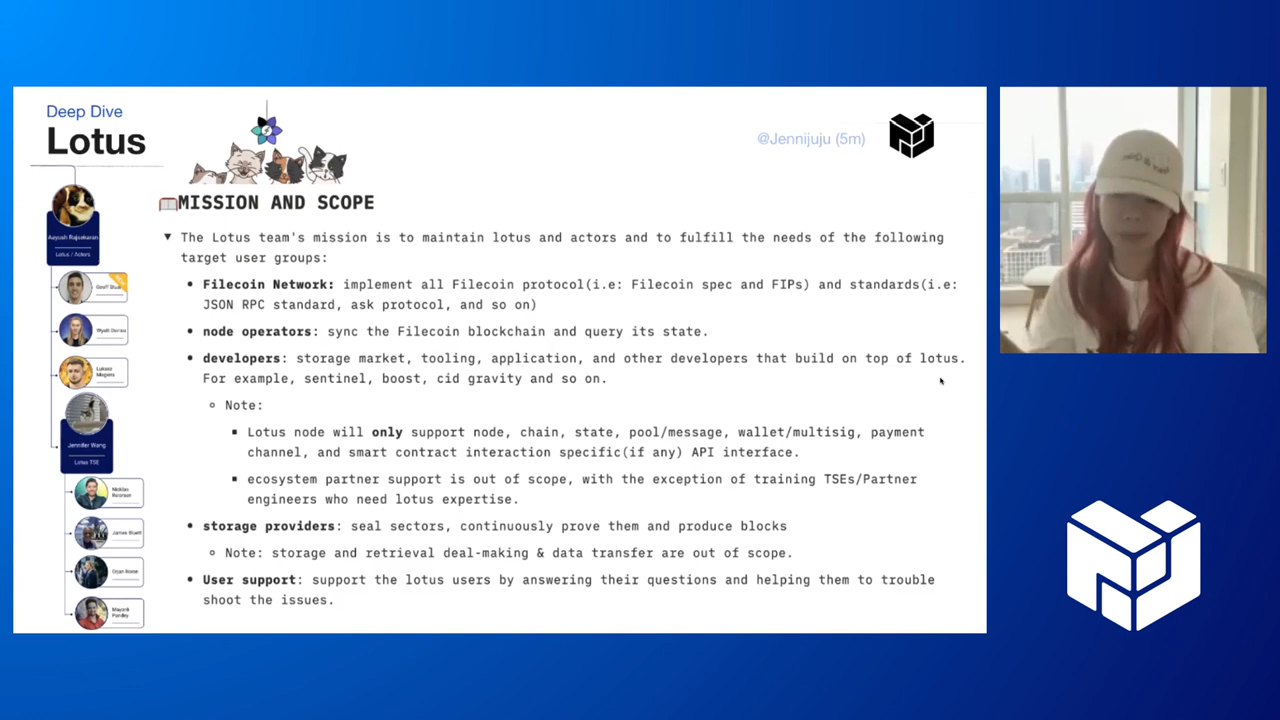 Deep Dive
Lotus
@Jennijuju (5m)
MISSION AND SCOPE
The Lotus team's mission is to maintain lotus and actors and to fulfill the needs of the following
target user groups:
Filecoin Network: implement all Filecoin protocol(i.e: Filecoin spec and FIPs) and standards(i.e:
JSON RPC standard, ask protocol, and so on)
node operators: sync the Filecoin blockchain and query its state.
developers: storage market, tooling, application, and other developers that build on top of lotus.
For example, sentinel, boost, cid gravity and so on.
Note:
Lotus node will only support node, chain, state, pool/message, wallet/multisig, payment
channel, and smart contract interaction specific(if any) API interface.
ecosystem partner support is out of scope, with the exception of training TSEs/Partner
engineers who need lotus expertise.
storage providers: seal sectors, continuously prove them and produce blocks
Note: storage and retrieval deal-making & data transfer are out of scope.
User support: support the lotus users by answering their questions and helping them to trouble
shoot the issues.
Aayush Rajasekaran
Lotus / Actors
Jennifer Wang
Lotus TSE